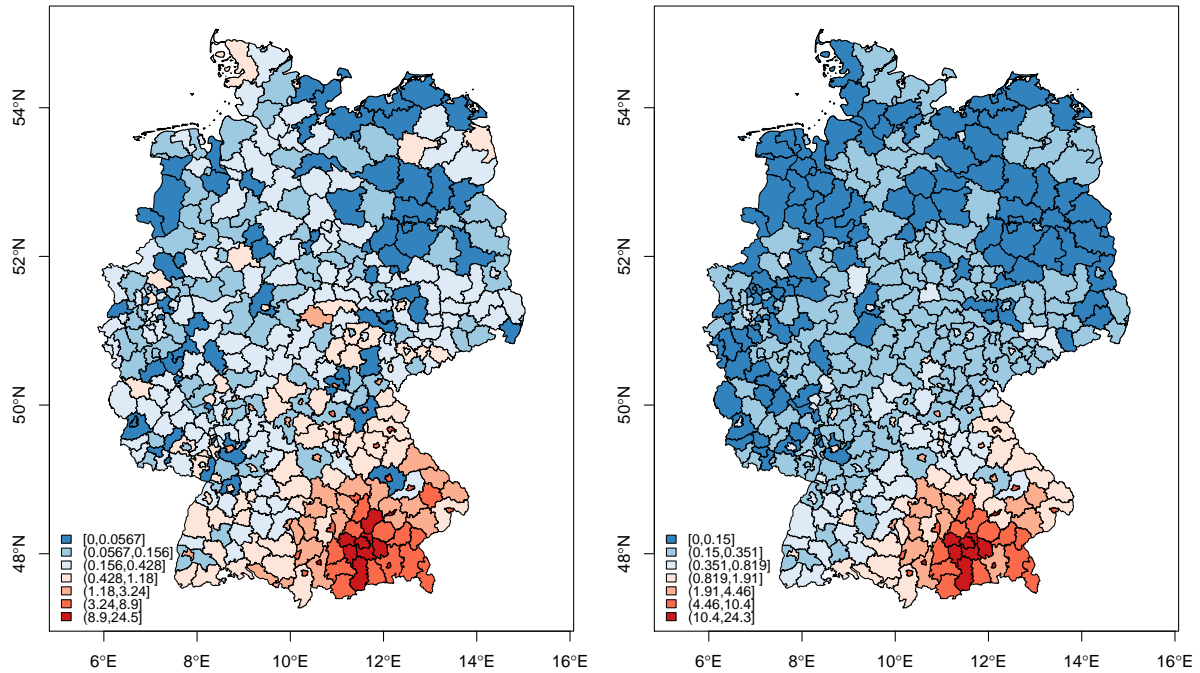 54°N
52°N
50°N
48°N
[0,0.0567]
(0.0567,0.156]
(0.156,0.428]
(0.428,1.18]
(1.18,3.24]
(3.24,8.9]
(8.9,24.5]
6°E 8°E 10°E 12°E 14°E 16°E
54°N
52°N
50°N
48°N
[0,0.15]
(0.15,0.351]
(0.351,0.819]
(0.819,1.91]
(1.91,4.46]
(4.46,10.4]
(10.4,24.3]
6°E 8°E 10°E 12°E 14°E 16°E